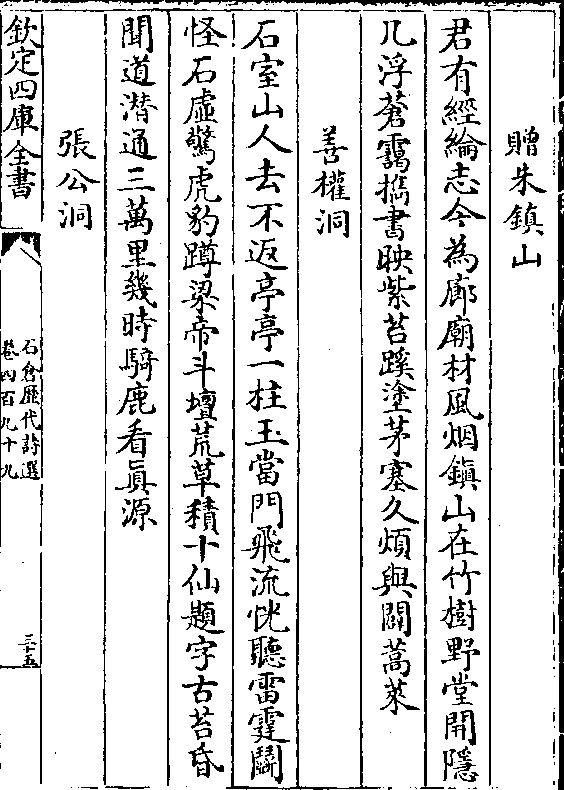 贈朱鎮山
君有經綸志今為廊廟材風烟鎮山在竹樹野堂開隱
几浮蒼靄擕書映紫苔蹊塗茅塞久煩與闢蒿萊
善權洞
石室山人去不返亭亭一柱玉當門飛流恍聽雷霆鬭
怪石虛驚虎豹蹲梁帝斗壇荒草積十仙題字古苔昏
聞道潜通三萬里幾時騎鹿看眞源
張公洞
欽定四庫全書
石倉歷代詩選
卷四百九十九
三十五